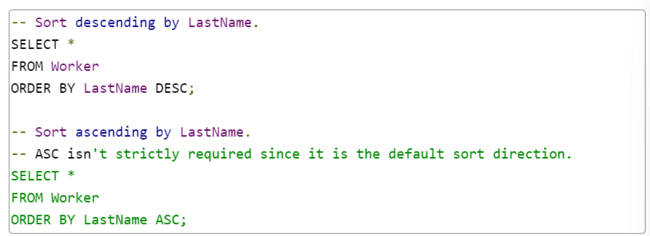 -- Sort descending by LastName.
SELECT *
FROM Worker
ORDER BY LastName DESC;

-- Sort ascending by LastName.
-- ASC isn't strictly required since it is the default sort direction.
SELECT *
FROM Worker
ORDER BY LastName ASC;